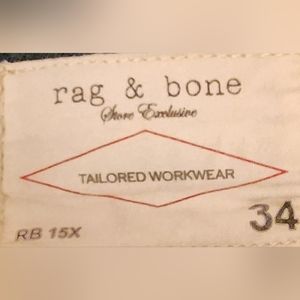 rag & bone
Store Exclusive
TAILORED WORKWEAR
34
RB 15X